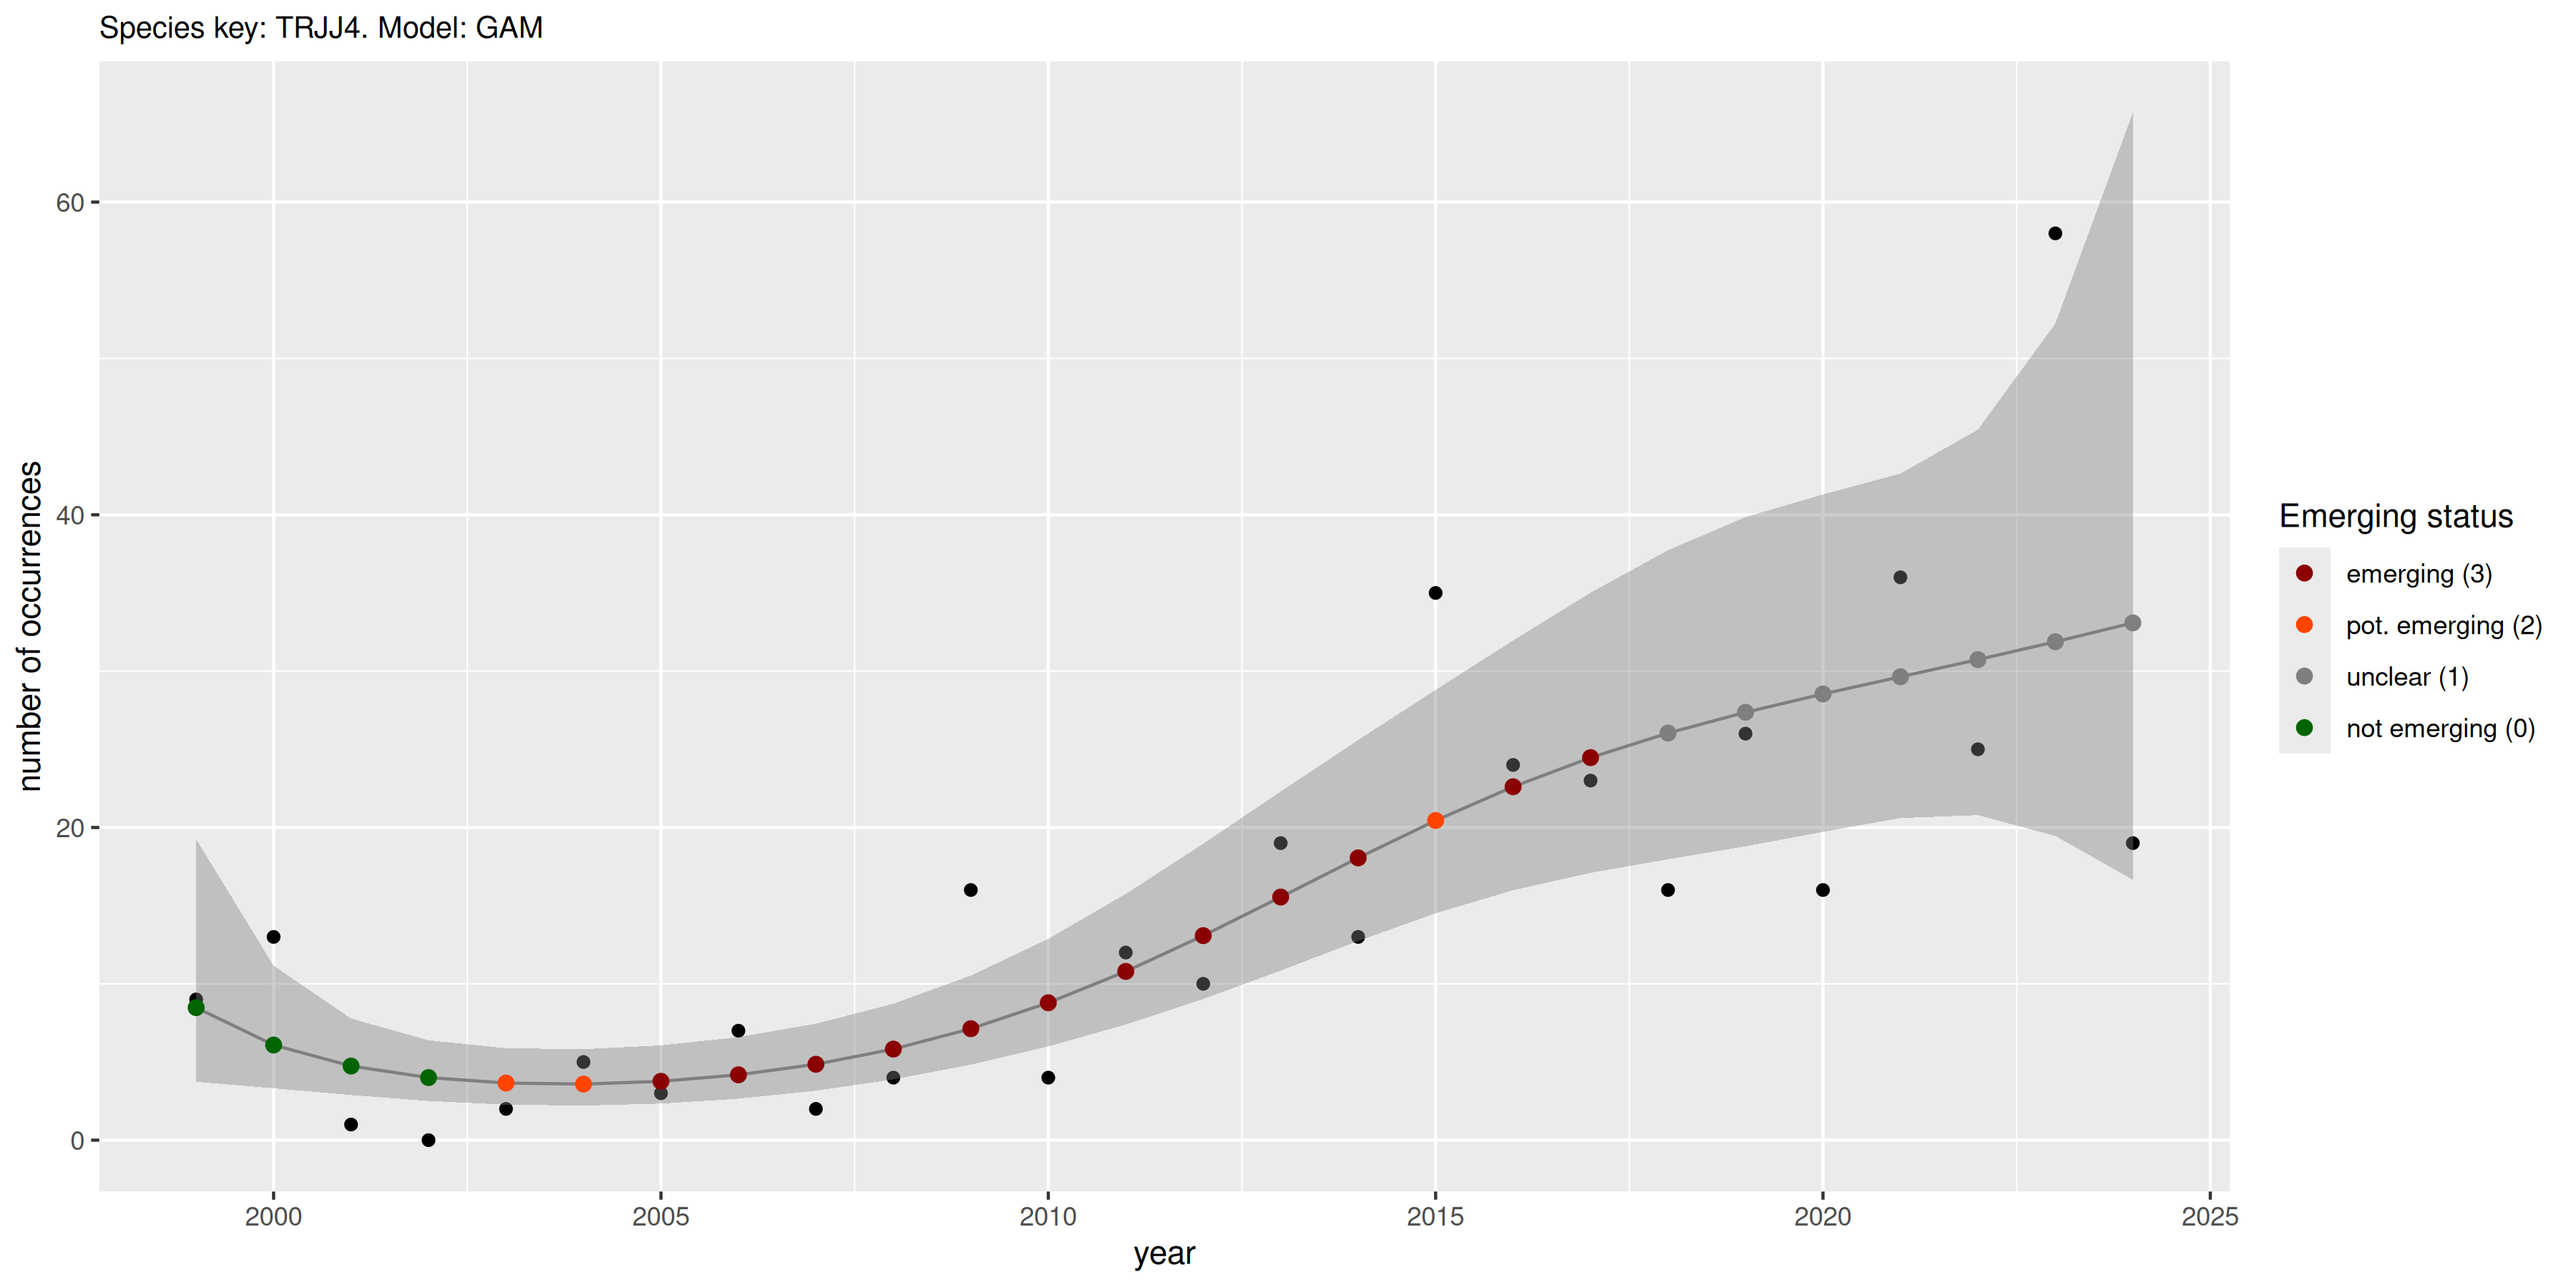 Species key: TRJJ4. Model: GAM
60
40
20
0
number of occurrences
2000 2005 2010 2015 2020 2025
year
Emerging status
emerging (3)
pot. emerging (2)
unclear (1)
not emerging (0)